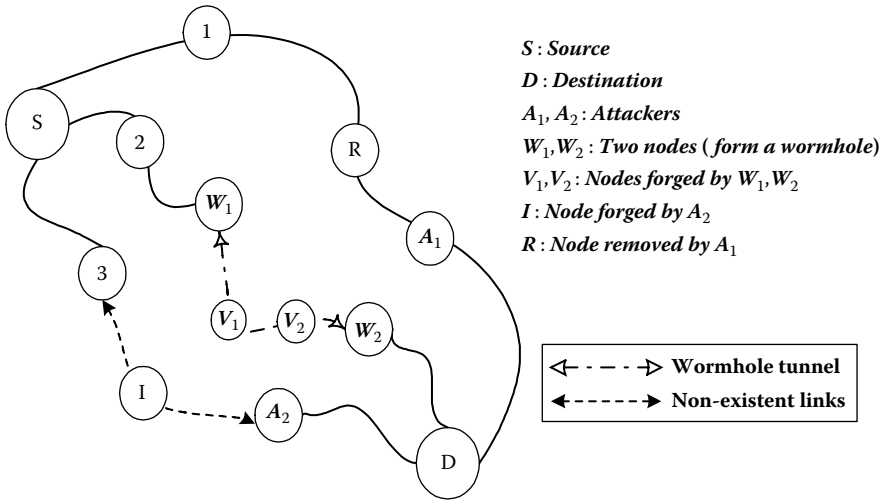 1
S
2
R
W₁
A₁
3
V₁
V₂
W₂
I
A₂
D
S : Source
D : Destination
A₁, A₂ : Attackers
W₁,W₂ : Two nodes ( form a wormhole)
V₁,V₂ : Nodes forged by W₁,W₂
I : Node forged by A₂
R : Node removed by A₁
Wormhole tunnel
Non-existent links